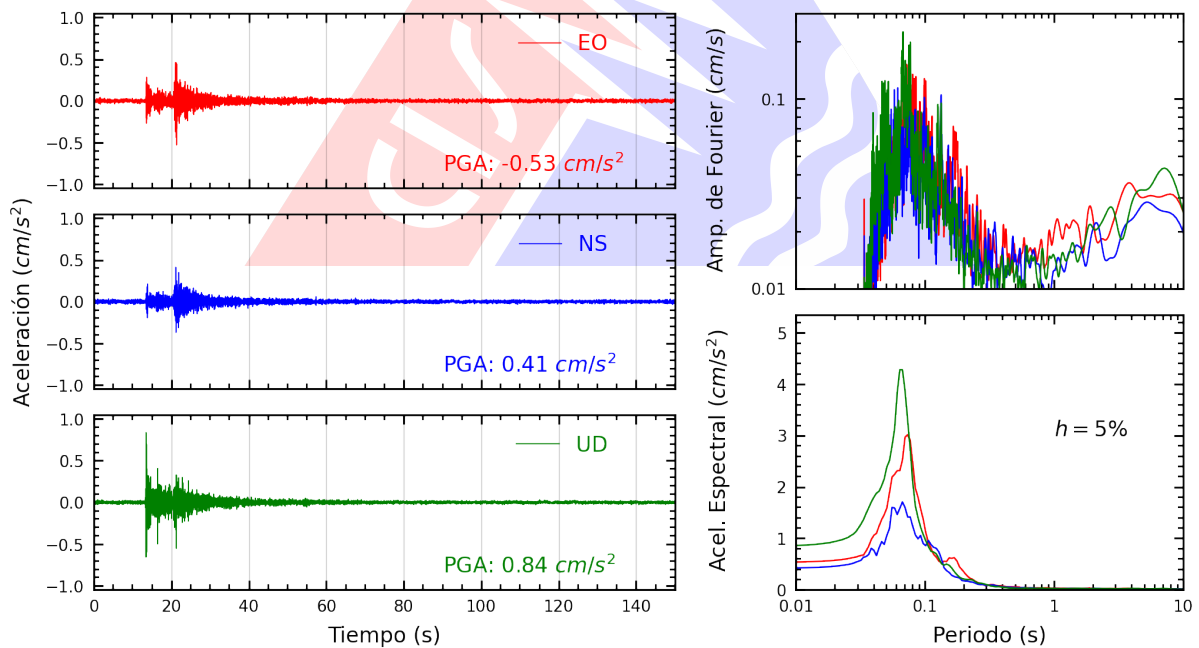 Aceleración (cm/s²)
1.0
0.5
0.0
−0.5
−1.0
EO
PGA: -0.53 cm/s²
1.0
0.5
0.0
−0.5
−1.0
NS
PGA: 0.41 cm/s²
1.0
0.5
0.0
−0.5
−1.0
UD
PGA: 0.84 cm/s²
0 20 40 60 80 100 120 140
Tiempo (s)
Amp. de Fourier (cm/s)
0.1
0.01
Acel. Espectral (cm/s²)
5
4
3
2
1
0
h = 5%
0.01 0.1 1 10
Periodo (s)
CISMI